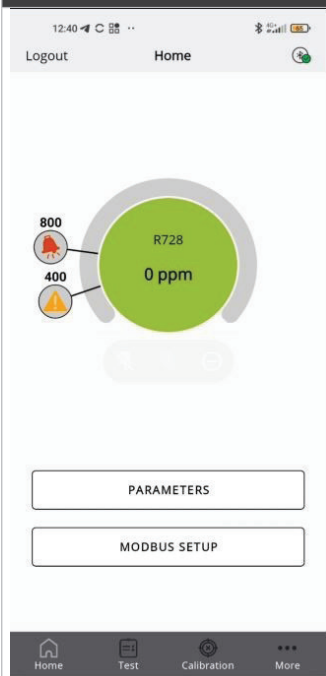 12:40
Logout
Home
800
400
R728
0 ppm
PARAMETERS
MODBUS SETUP
Home
Test
Calibration
More